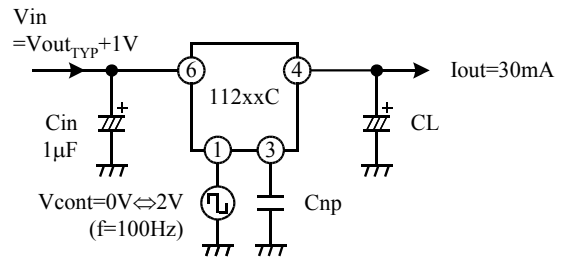 Vin
=Vout_TYP+1V
6
4
Iout=30mA
112xxC
+
Cin
1µF
+
CL
1
3
Vcont=0V⇔2V
(f=100Hz)
Cnp